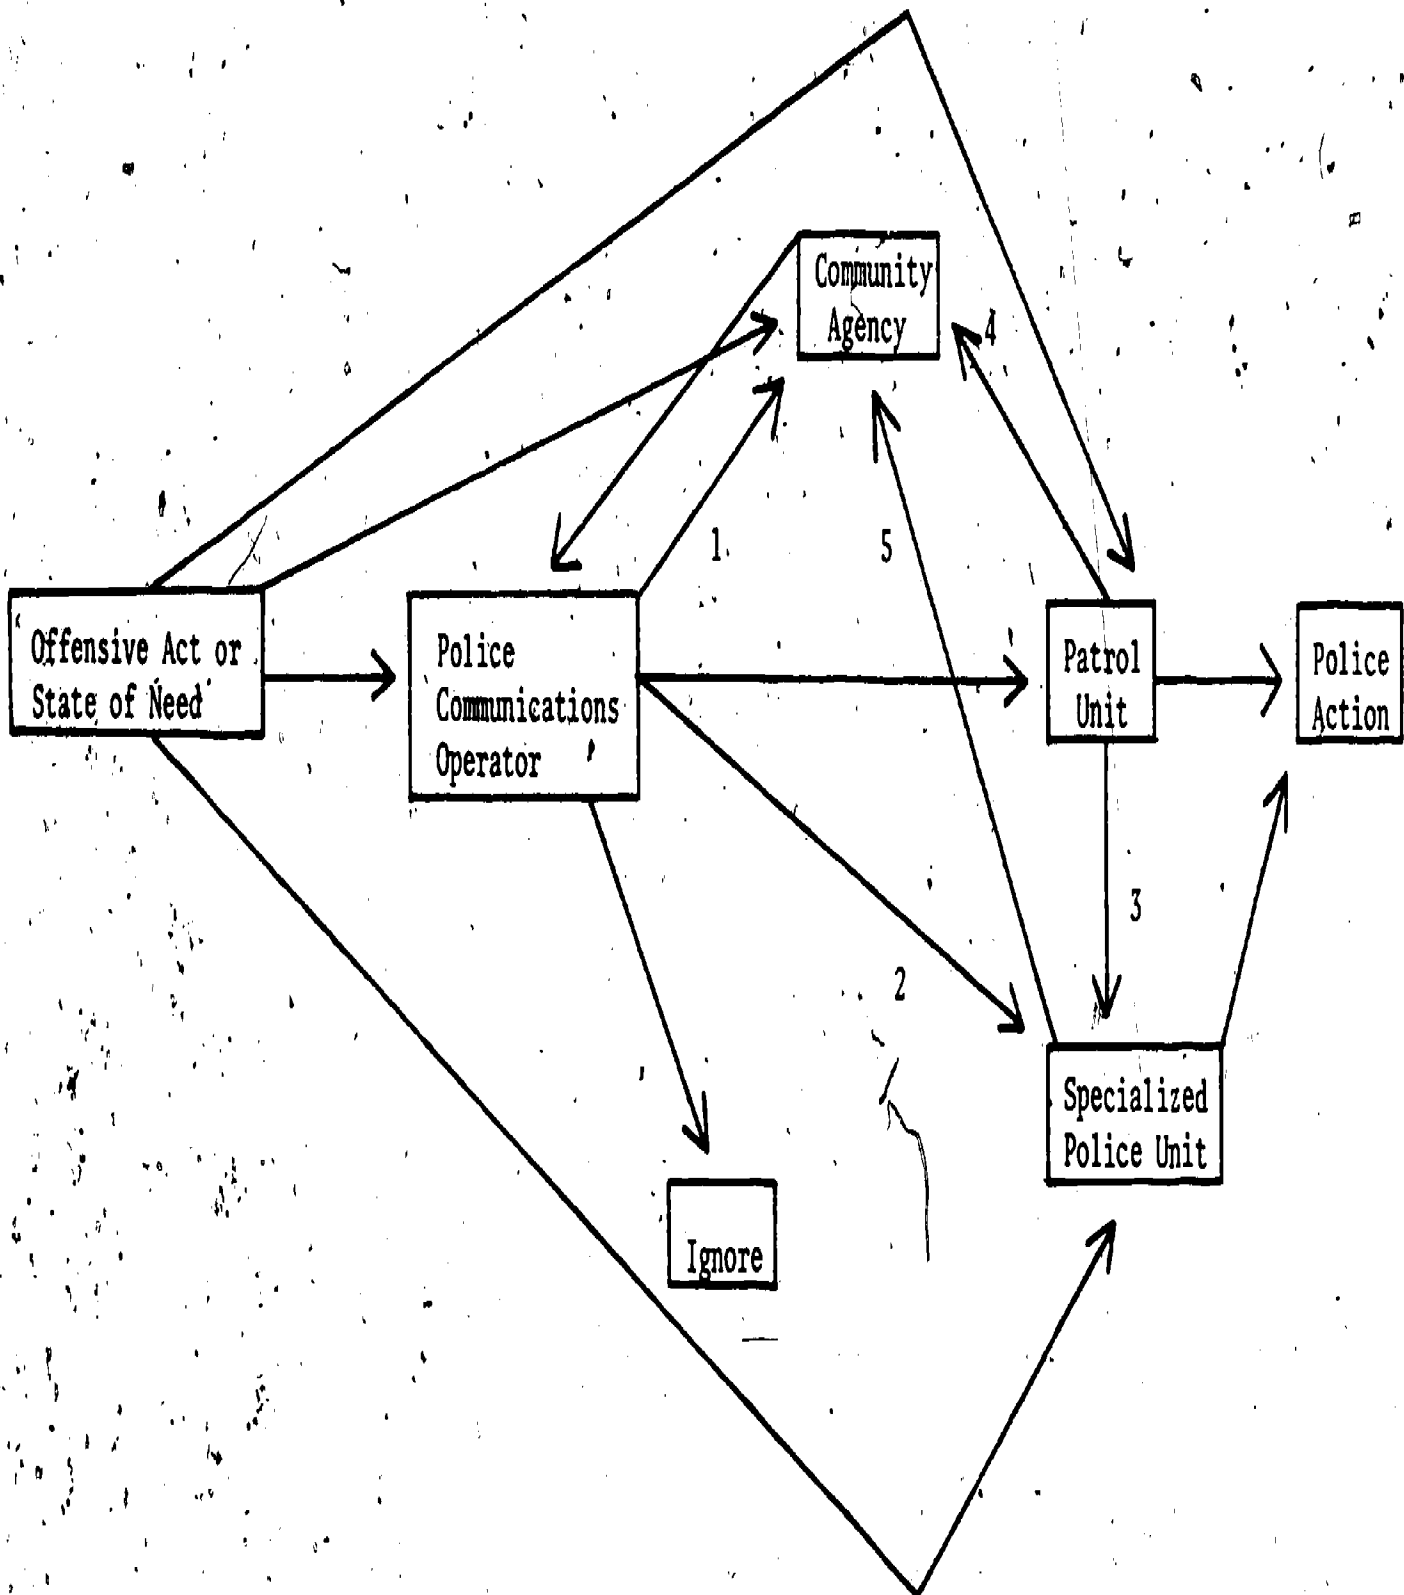 Community
Agency
4
1
5
Offensive Act or
State of Need
Police
Communications
Operator
Patrol
Unit
Police
Action
3
2
Specialized
Police Unit
Ignore